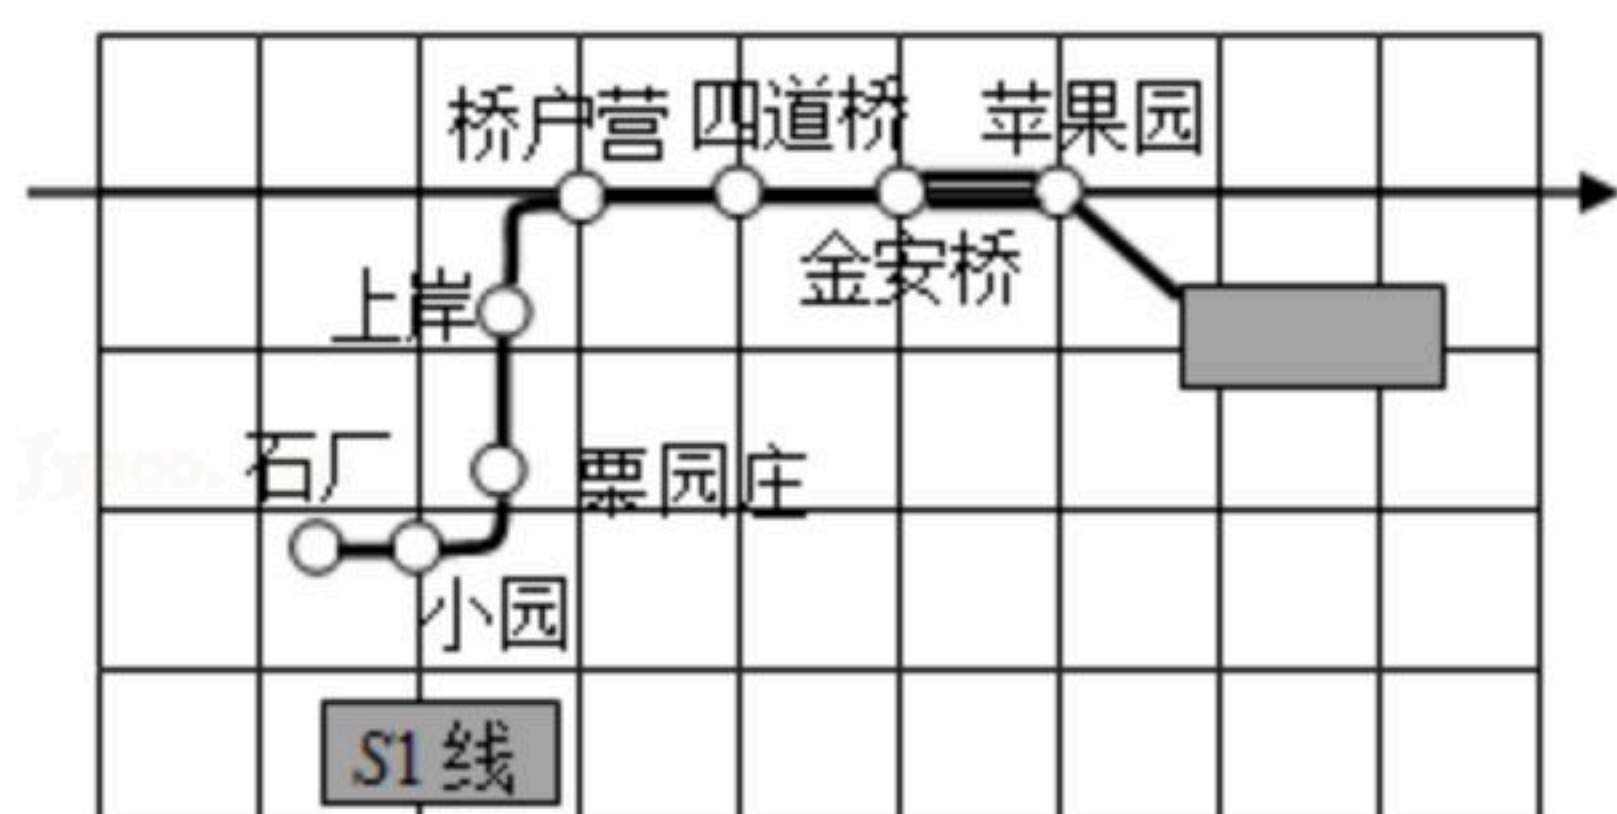 桥户营 四道桥 苹果园
金安桥
上岸
石厂 栗园庄
小园
S1 线